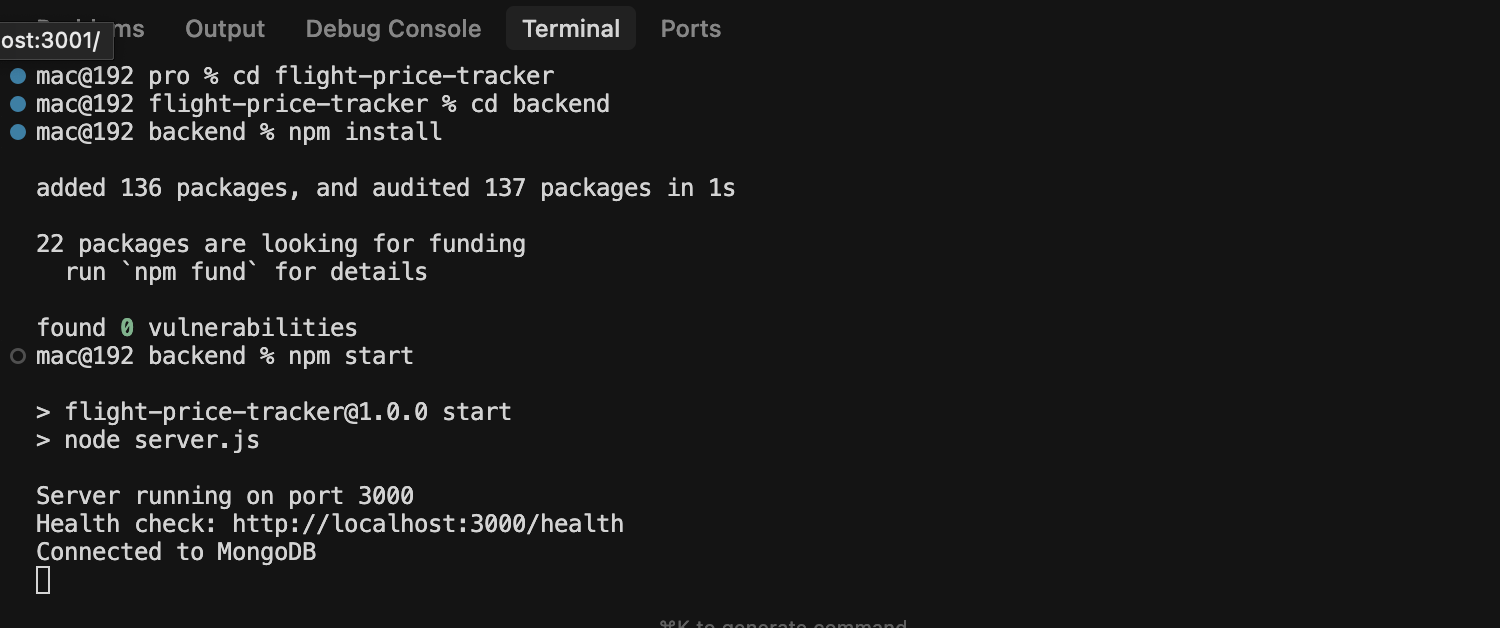 ms Output Debug Console Terminal Ports
ost:3001/
mac@192 pro % cd flight-price-tracker
mac@192 flight-price-tracker % cd backend
mac@192 backend % npm install
added 136 packages, and audited 137 packages in 1s
22 packages are looking for funding
run `npm fund` for details
found 0 vulnerabilities
mac@192 backend % npm start
> flight-price-tracker@1.0.0 start
> node server.js
Server running on port 3000
Health check: http://localhost:3000/health
Connected to MongoDB
⌘K to generate command